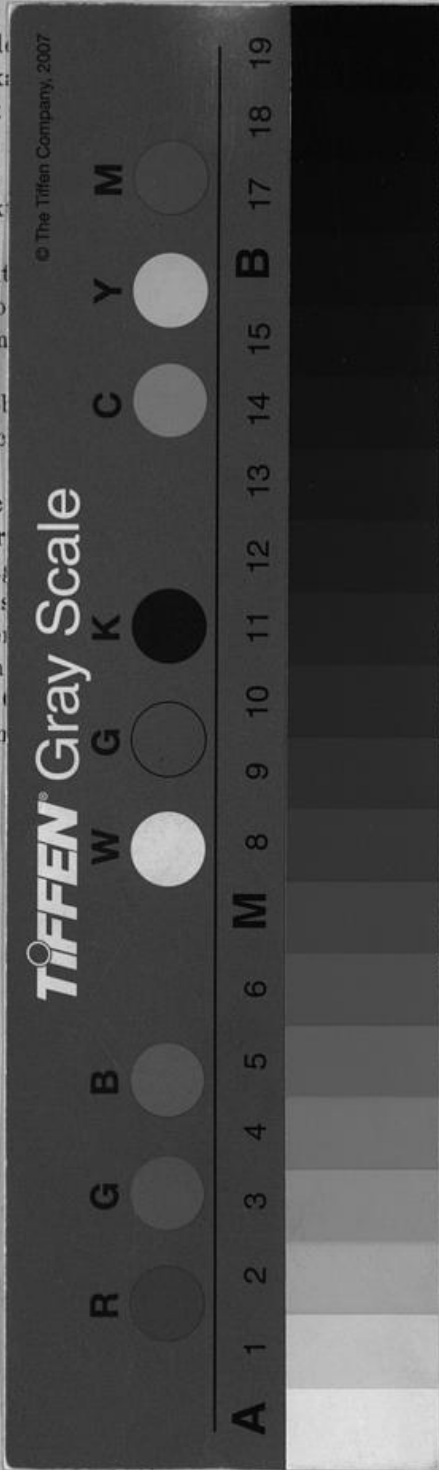 © The Tiffen Company, 2007
TIFFEN® Gray Scale
R G B W G K C Y M
A 1 2 3 4 5 6 M 8 9 10 11 12 13 14 15 B 17 18 19